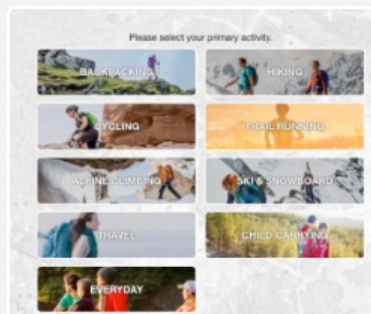 Please select your primary activity.
BACKPACKING
HIKING
CYCLING
TRAIL RUNNING
ALPINE CLIMBING
SKI & SNOWBOARD
TRAVEL
CHILD CARRYING
EVERYDAY